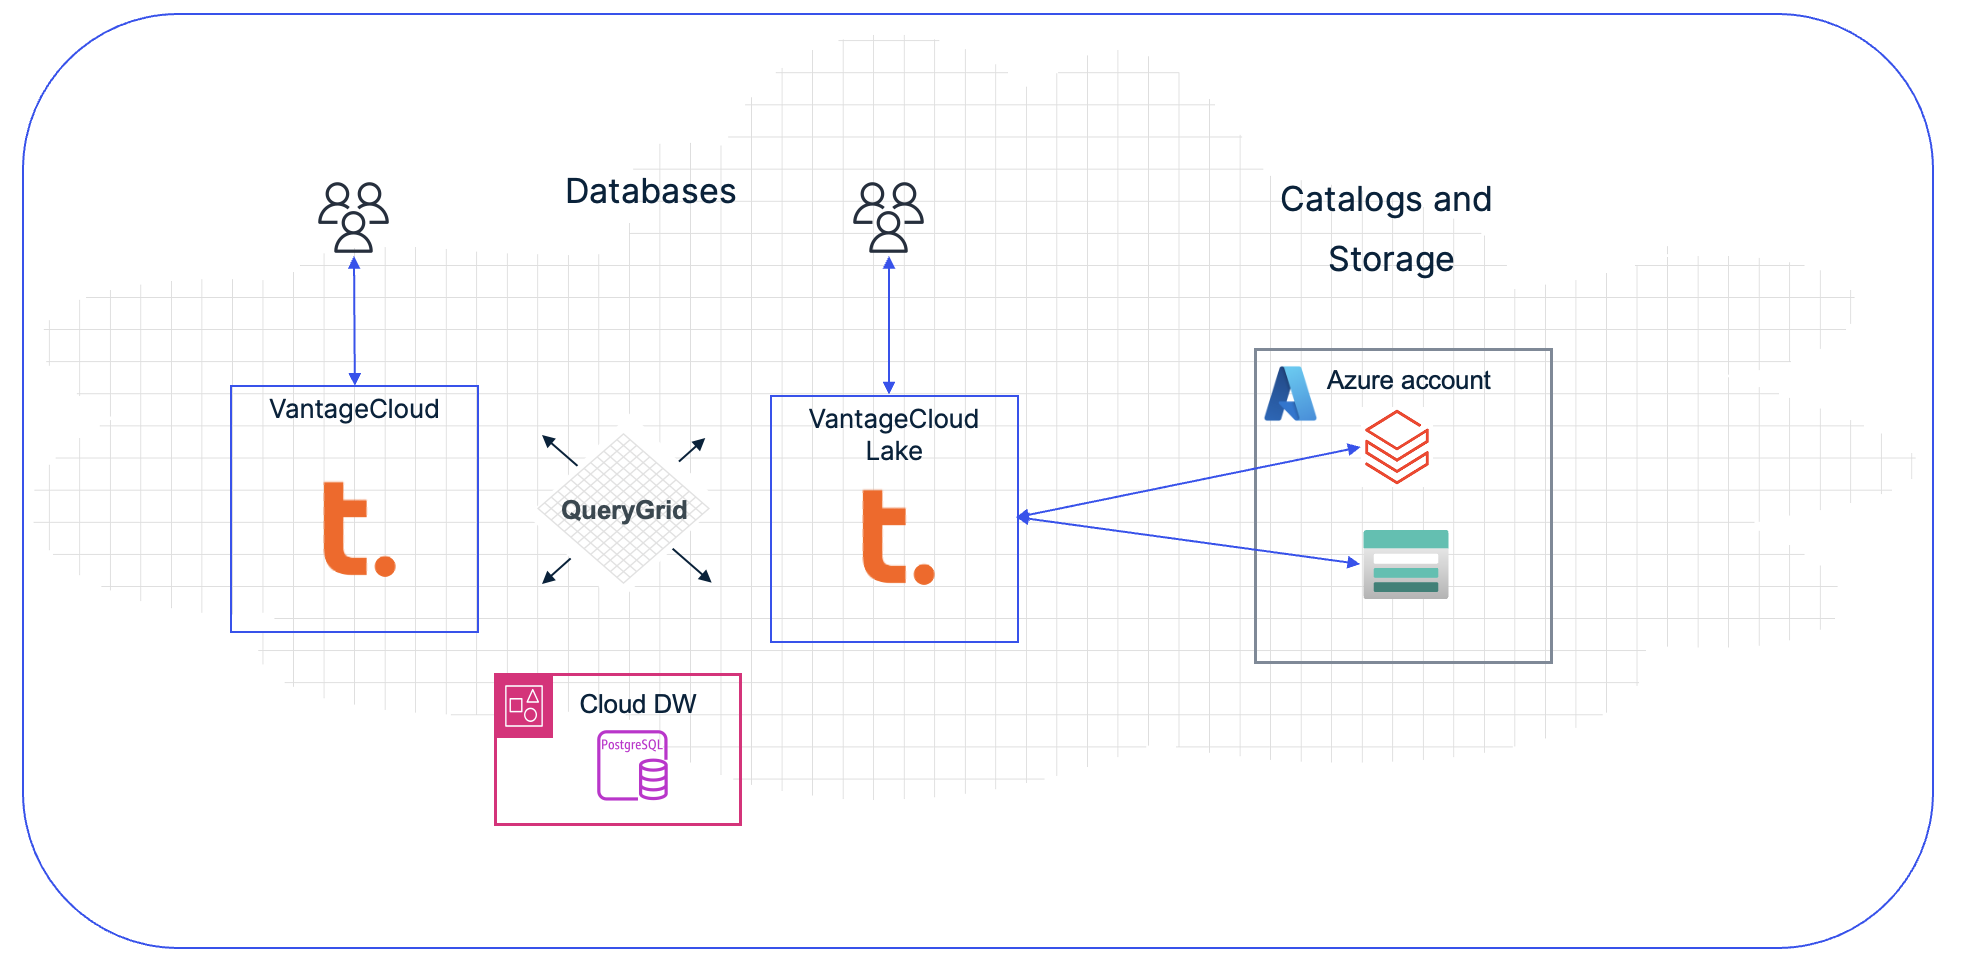 Databases
Catalogs and
Storage
VantageCloud
t.
QueryGrid
VantageCloud
Lake
t.
Azure account
Cloud DW
PostgreSQL